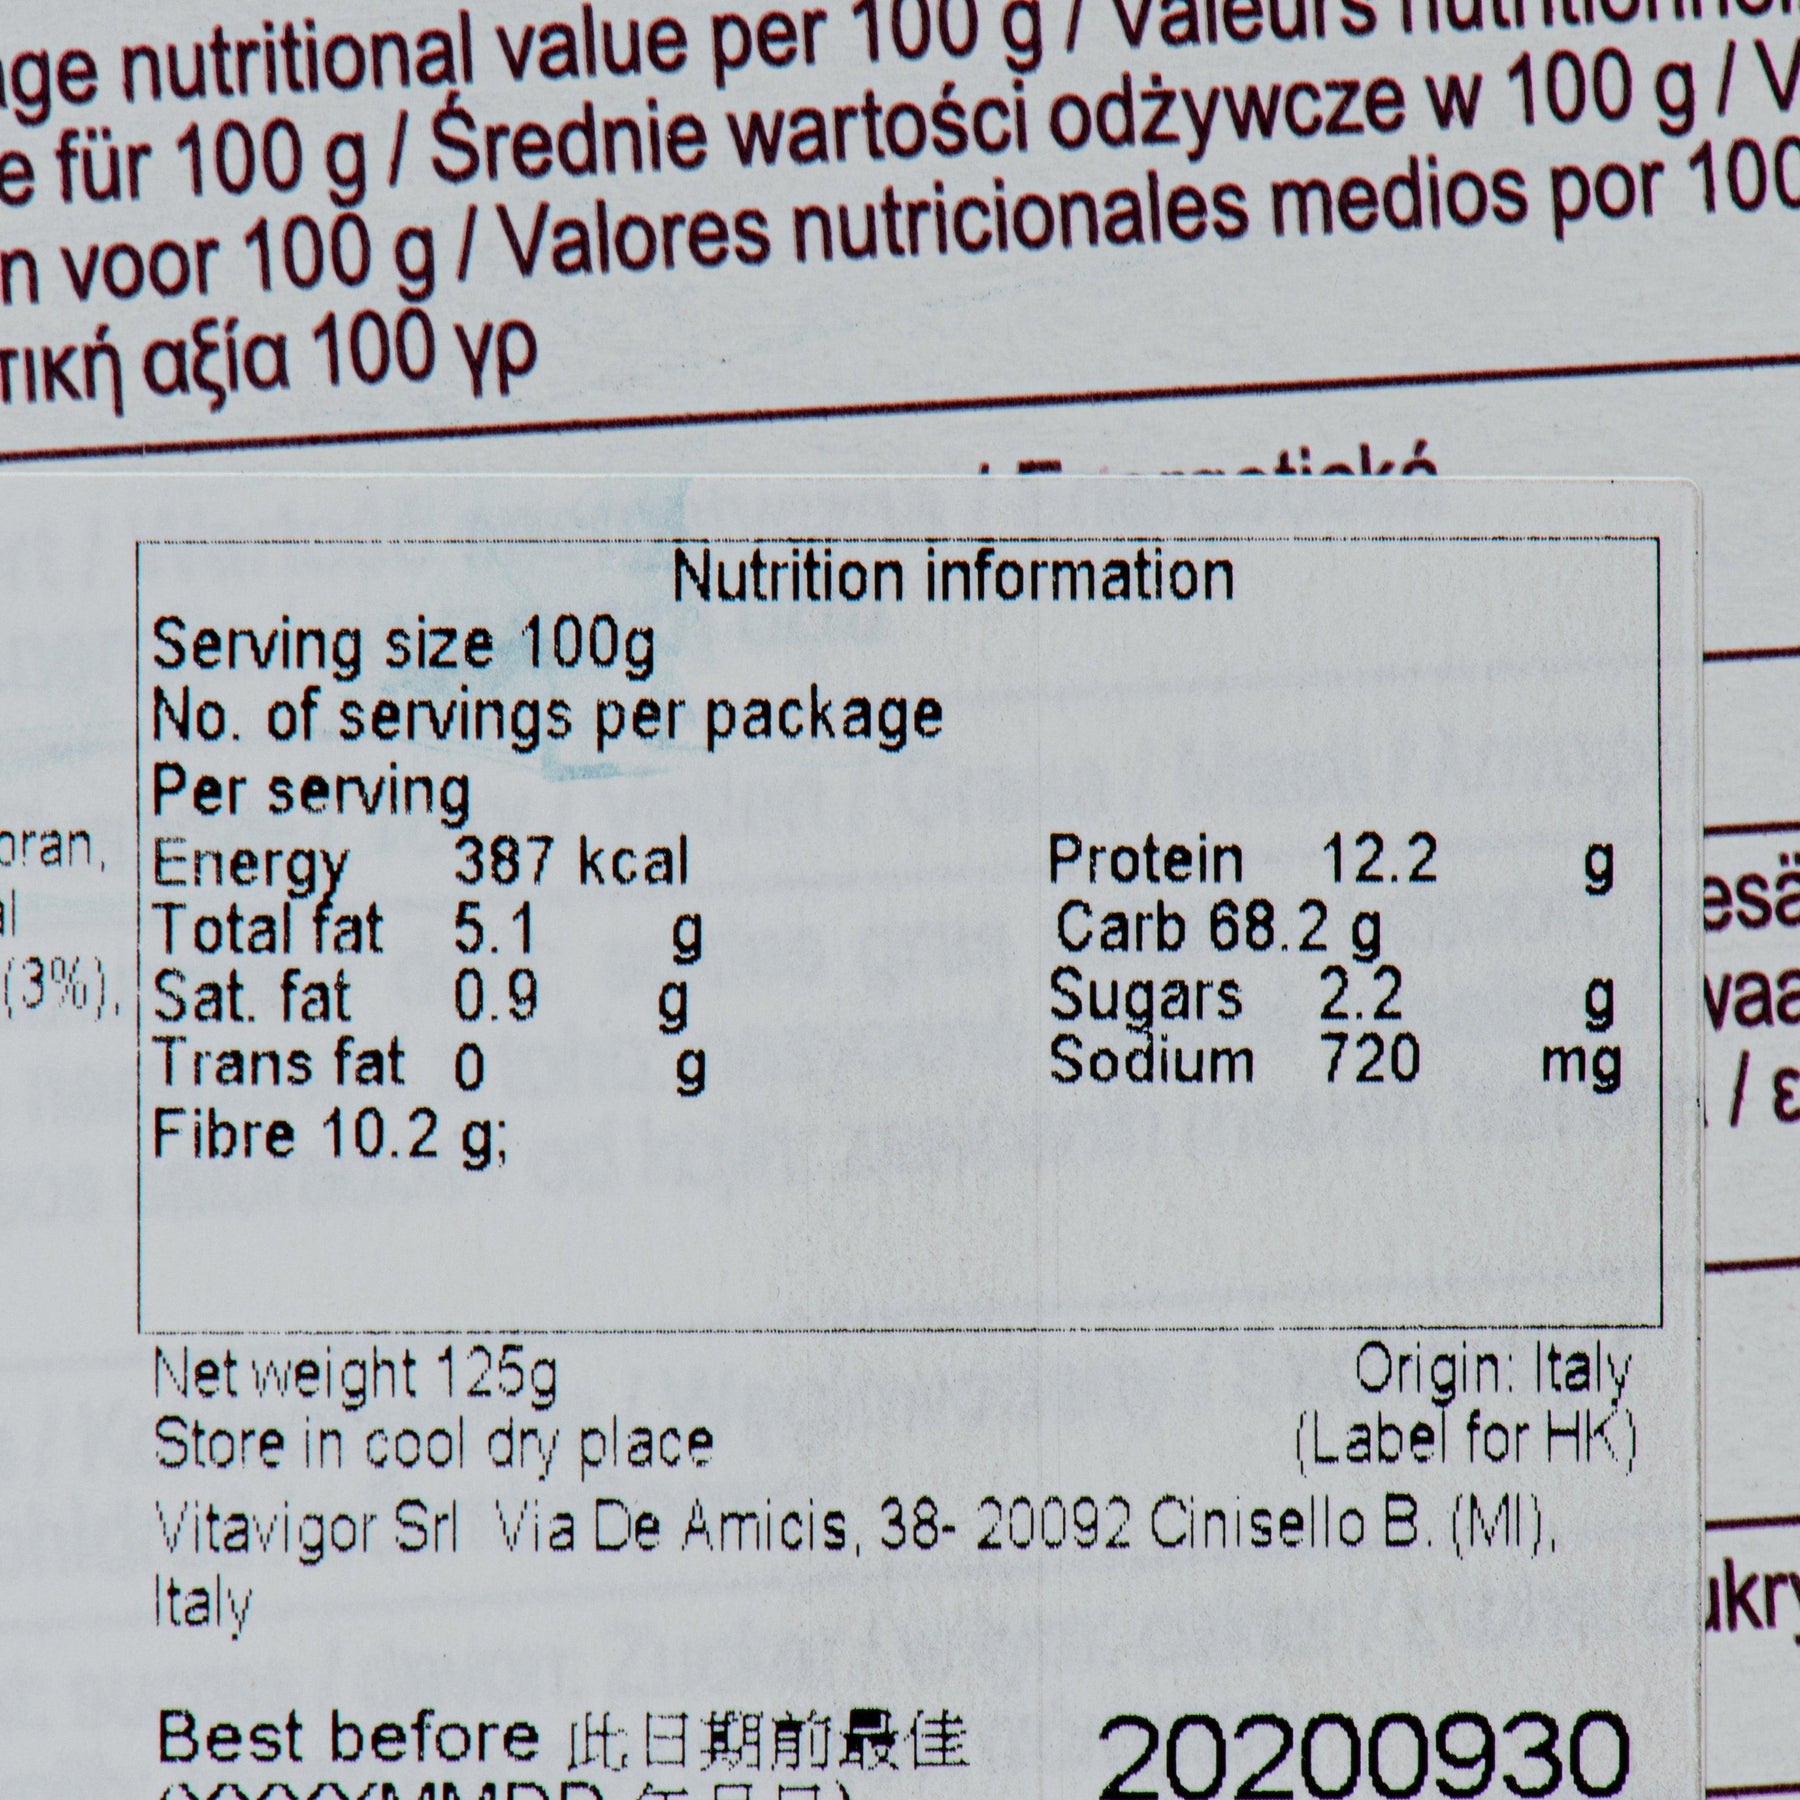 nutritional value per 100 g / Valeurs
für 100 g / Średnie wartości odżywcze w 100 g /
voor 100 g / Valores nutricionales medios por 100
αξία 100 γρ
Nutrition information
Serving size 100g
No. of servings per package
Per serving
Energy 387 kcal Protein 12.2 g
Total fat 5.1 g Carb 68.2 g
(3%), Sat. fat 0.9 g Sugars 2.2 g
Trans fat 0 g Sodium 720 mg
Fibre 10.2 g;
Net weight 125g Origin: Italy
Store in cool dry place (Label for HK)
Vitavigor Srl Via De Amicis, 38- 20092 Cinisello B. (MI),
Italy
Best before 此日期前最佳 20200930